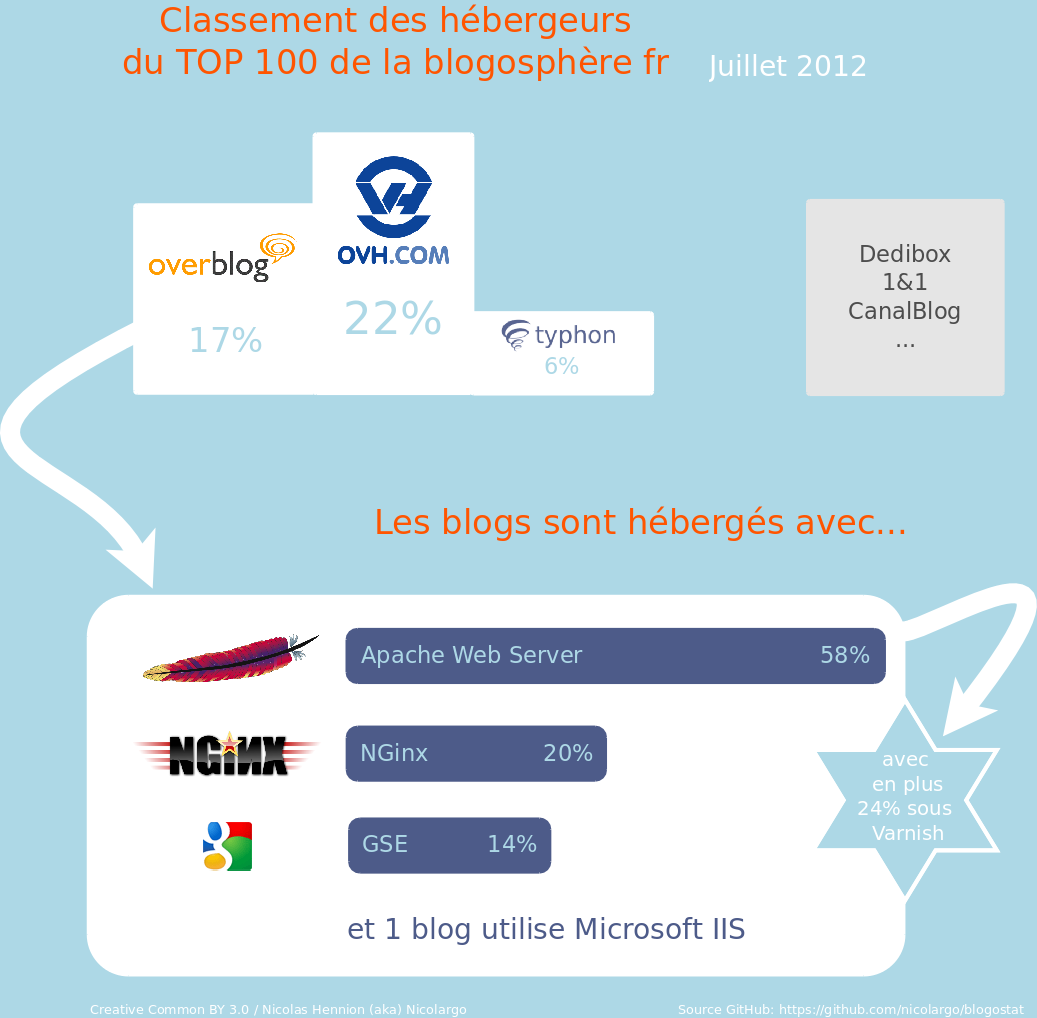 Classement des hébergeurs
du TOP 100 de la blogosphère fr
Juillet 2012
overblog
17%
OVH.COM
22%
typhon
6%
Dedibox
1&1
CanalBlog
...
Les blogs sont hébergés avec...
Apache Web Server 58%
NGiNX
NGinx 20%
g
GSE 14%
avec
en plus
24% sous
Varnish
et 1 blog utilise Microsoft IIS
Creative Common BY 3.0 / Nicolas Hennion (aka) Nicolargo
Source GitHub: https://github.com/nicolargo/blogostat